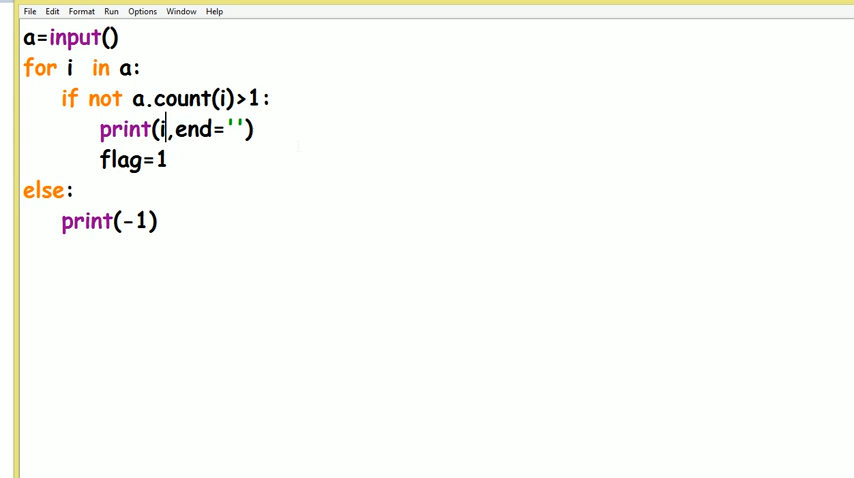 File Edit Format Run Options Window Help
a=input()
for i  in a:
    if not a.count(i)>1:
        print(i,end='')
        flag=1
else:
    print(-1)